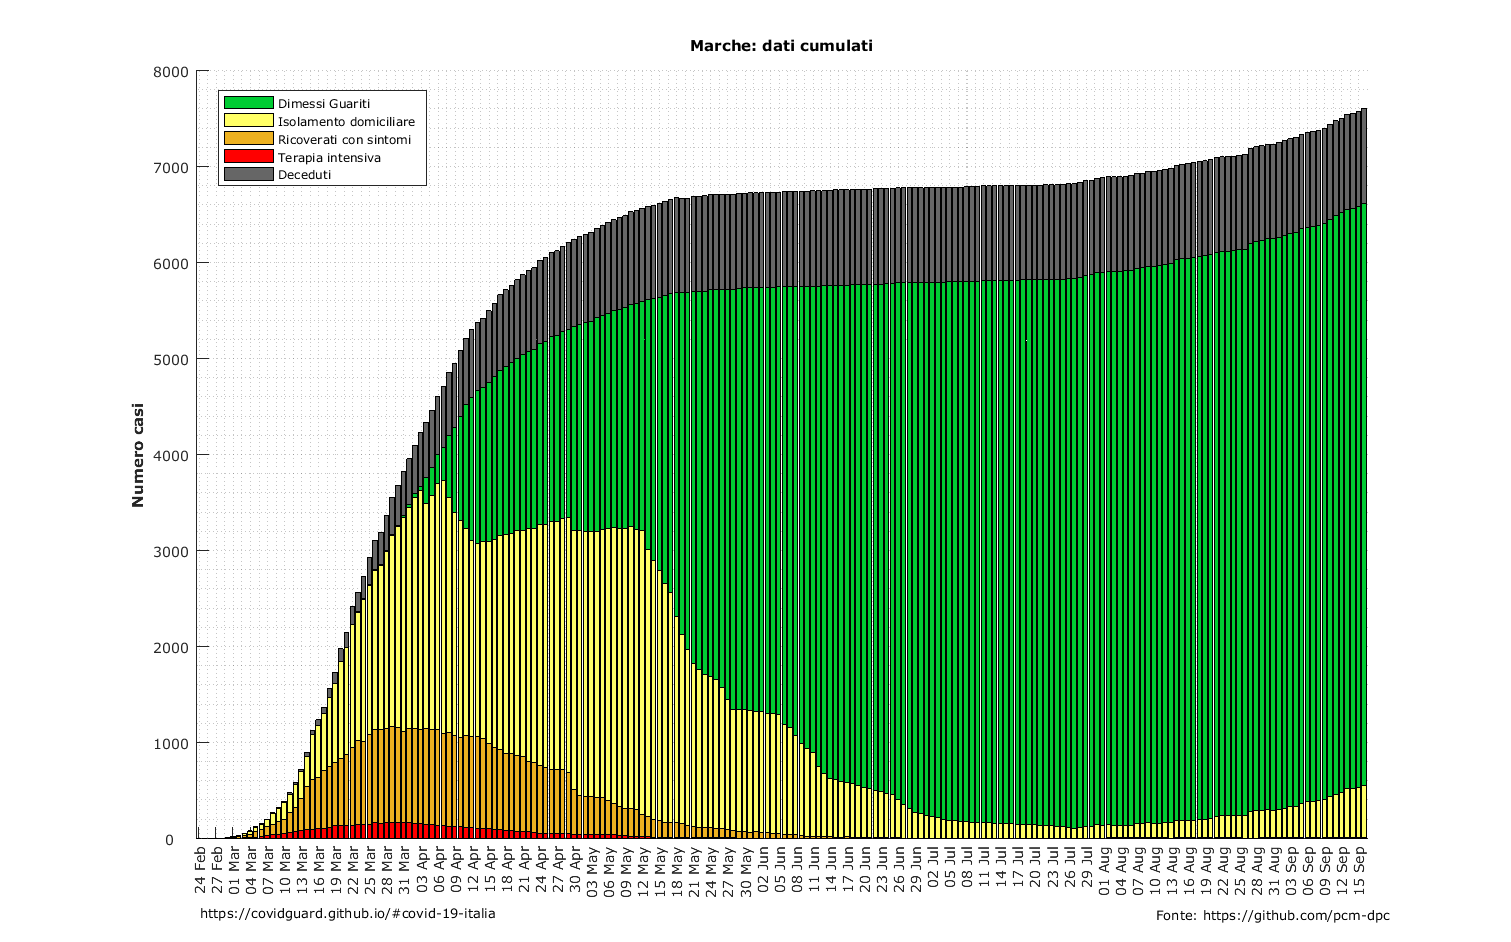 Marche: dati cumulati
8000
7000
6000
5000
4000
3000
2000
1000
0
Numero casi
Dimessi Guariti
Isolamento domiciliare
Ricoverati con sintomi
Terapia intensiva
Deceduti
24 Feb
27 Feb
01 Mar
04 Mar
07 Mar
10 Mar
13 Mar
16 Mar
19 Mar
22 Mar
25 Mar
28 Mar
31 Mar
03 Apr
06 Apr
09 Apr
12 Apr
15 Apr
18 Apr
21 Apr
24 Apr
27 Apr
30 Apr
03 May
06 May
09 May
12 May
15 May
18 May
21 May
24 May
27 May
30 May
02 Jun
05 Jun
08 Jun
11 Jun
14 Jun
17 Jun
20 Jun
23 Jun
26 Jun
29 Jun
02 Jul
05 Jul
08 Jul
11 Jul
14 Jul
17 Jul
20 Jul
23 Jul
26 Jul
29 Jul
01 Aug
04 Aug
07 Aug
10 Aug
13 Aug
16 Aug
19 Aug
22 Aug
25 Aug
28 Aug
31 Aug
03 Sep
06 Sep
09 Sep
12 Sep
15 Sep
https://covidguard.github.io/#covid-19-italia
Fonte: https://github.com/pcm-dpc